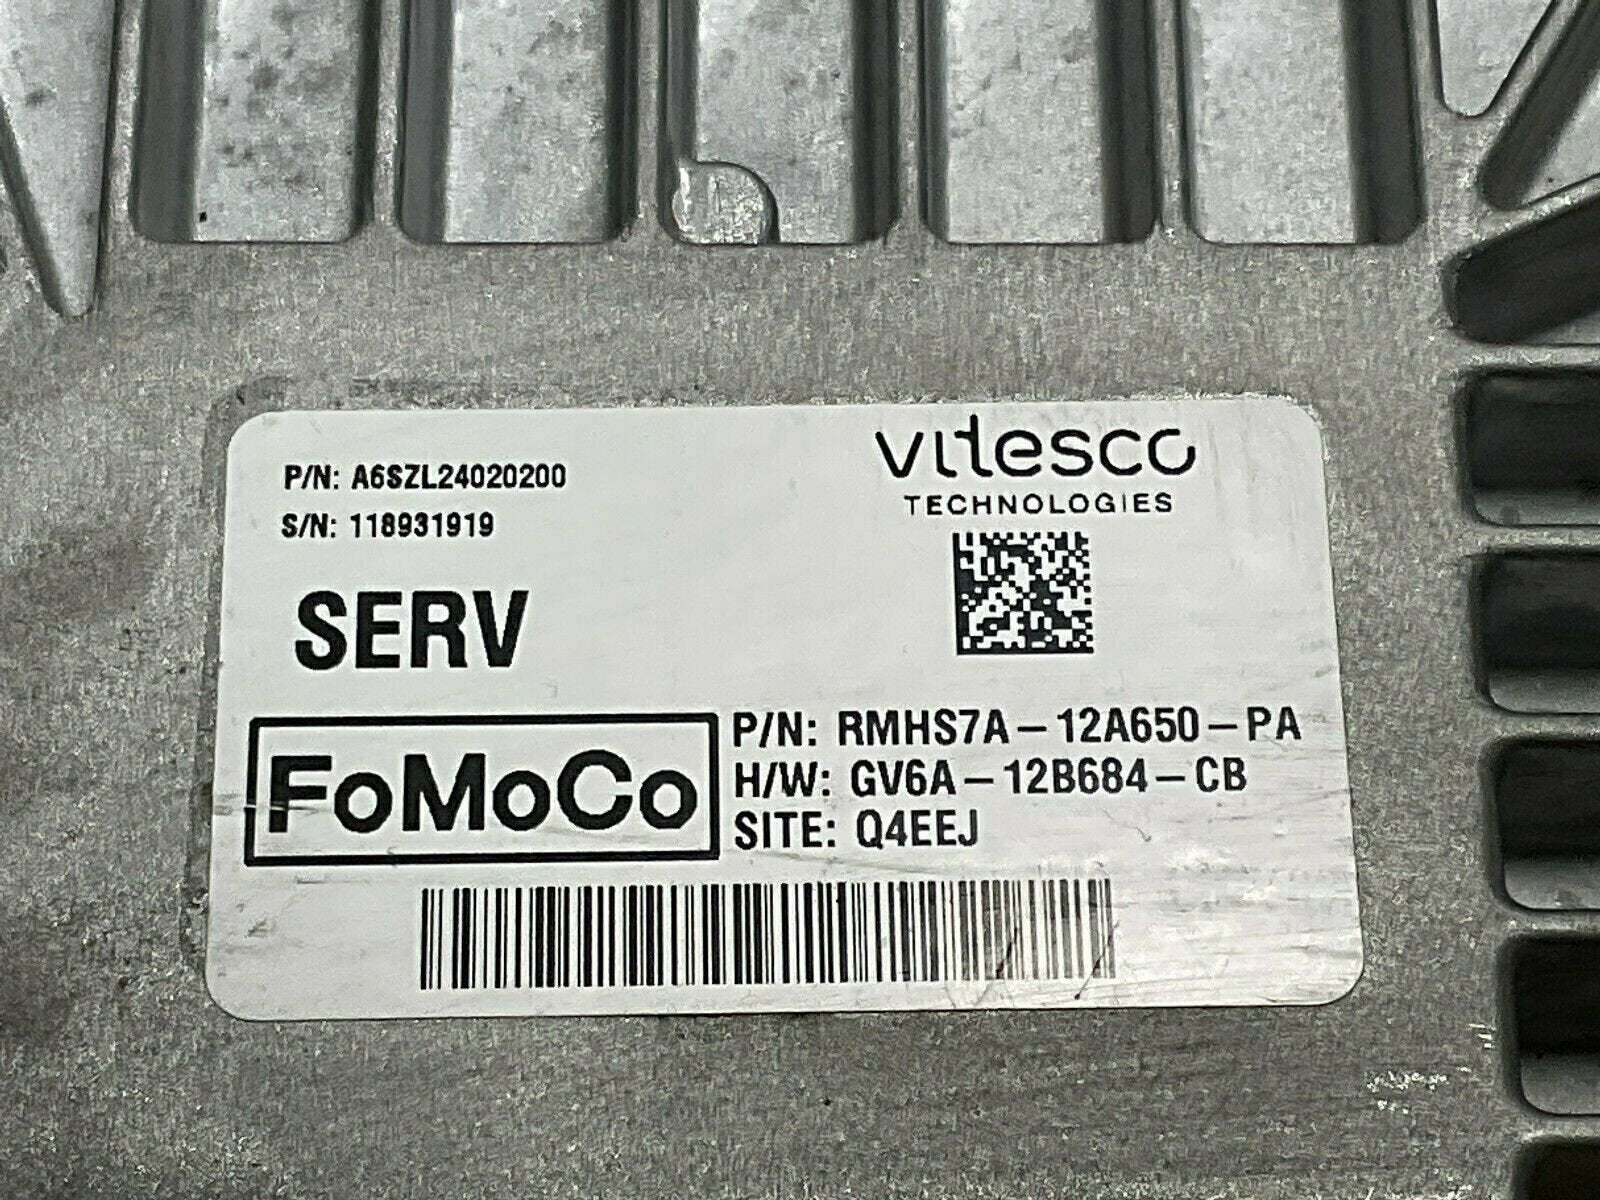 P/N: A6SZL24020200
S/N: 118931919
vitesco
TECHNOLOGIES
SERV
FoMoCo
P/N: RMHS7A-12A650-PA
H/W: GV6A-12B684-CB
SITE: Q4EEJ